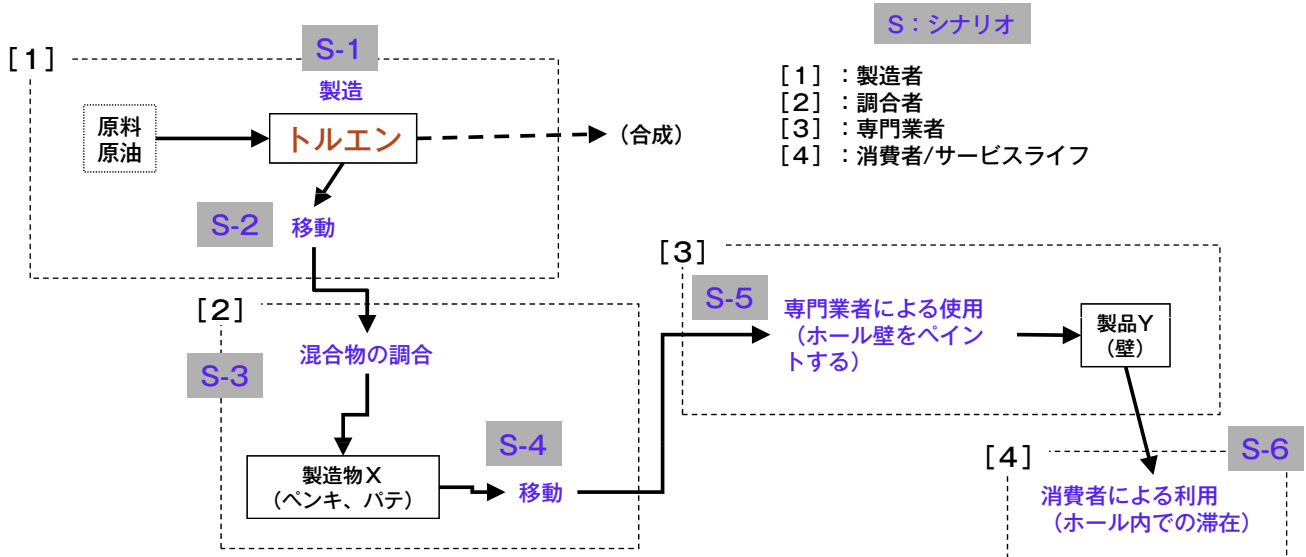 S：シナリオ
[１]：製造者
[２]：調合者
[３]：専門業者
[４]：消費者/サービスライフ
[１]
S-1
製造
原料
原油
トルエン
（合成）
S-2
移動
[２]
S-3
混合物の調合
製造物X
（ペンキ、パテ）
S-4
移動
[３]
S-5
専門業者による使用
（ホール壁をペイン
トする）
製品Y
（壁）
[４]
S-6
消費者による利用
（ホール内での滞在）